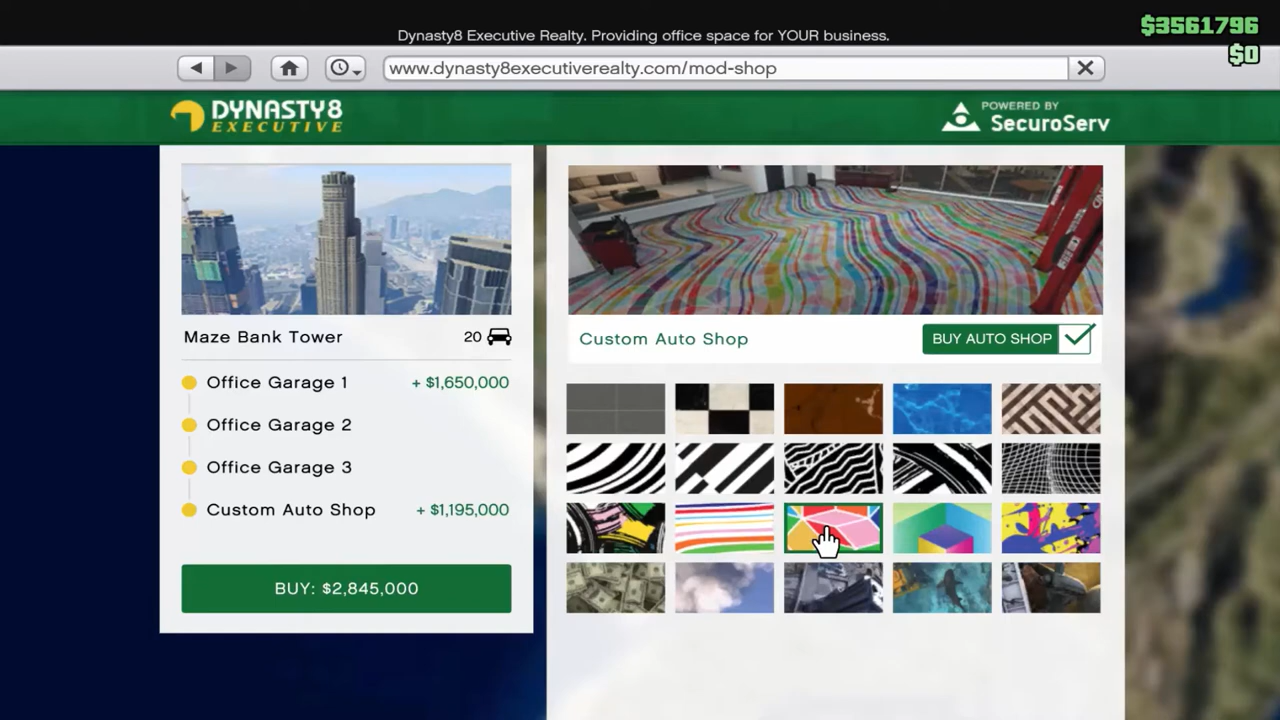 $3561796
Dynasty8 Executive Realty. Providing office space for YOUR business.
$0
www.dynasty8executiverealty.com/mod-shop
DYNASTY8
EXECUTIVE
POWERED BY
SecuroServ
Maze Bank Tower 20
Office Garage 1 + $1,650,000
Office Garage 2
Office Garage 3
Custom Auto Shop + $1,195,000
BUY: $2,845,000
Custom Auto Shop BUY AUTO SHOP